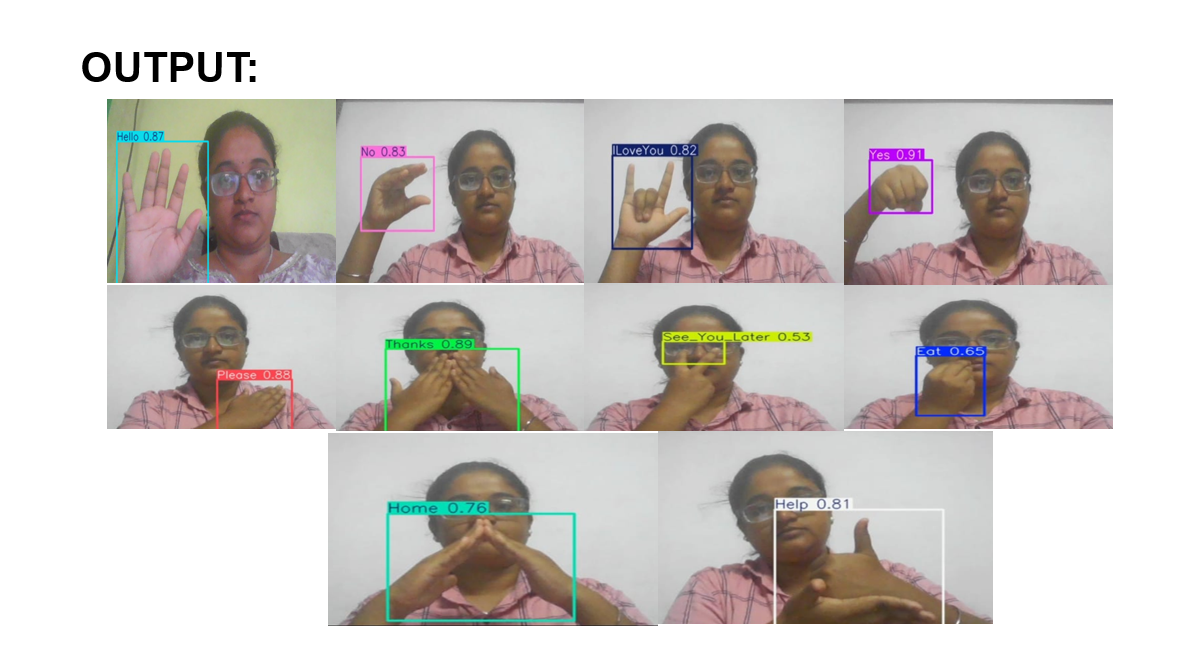 OUTPUT:
Hello 0.87
No 0.83
ILoveYou 0.82
Yes 0.91
Please 0.88
Thanks 0.89
See_You_Later 0.53
Eat 0.65
Home 0.76
Help 0.81